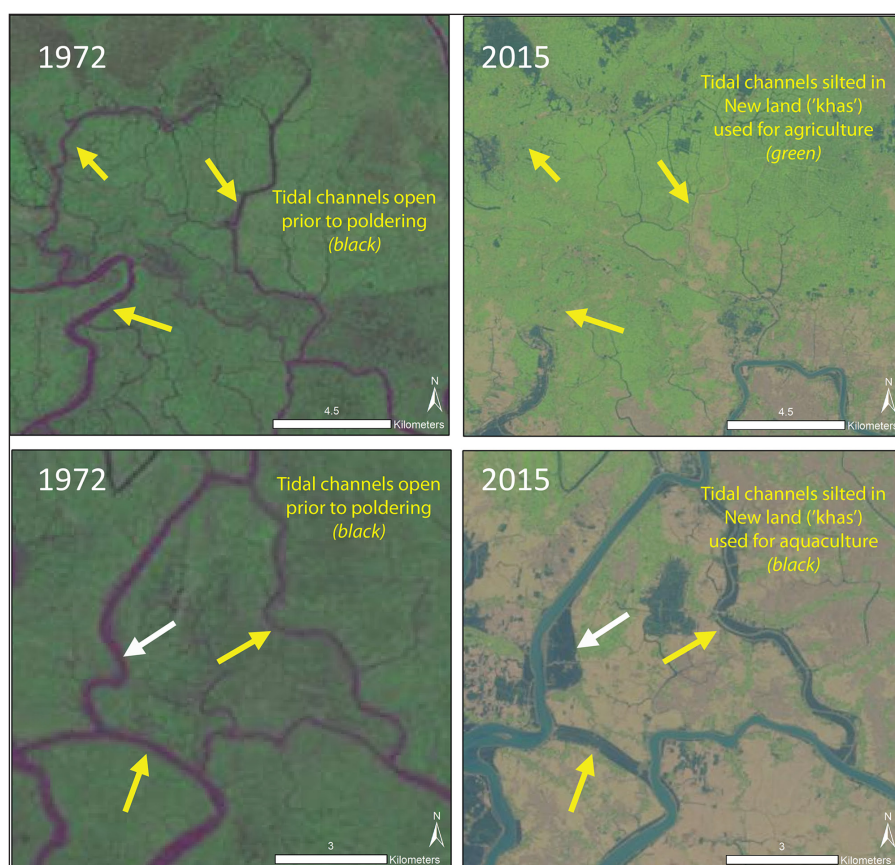 1972
Tidal channels open
prior to poldering
(black)
N
4.5
Kilometers
2015
Tidal channels silted in
New land ('khas')
used for agriculture
(green)
N
4.5
Kilometers
1972
Tidal channels open
prior to poldering
(black)
N
3
Kilometers
2015
Tidal channels silted in
New land ('khas')
used for aquaculture
(black)
N
3
Kilometers